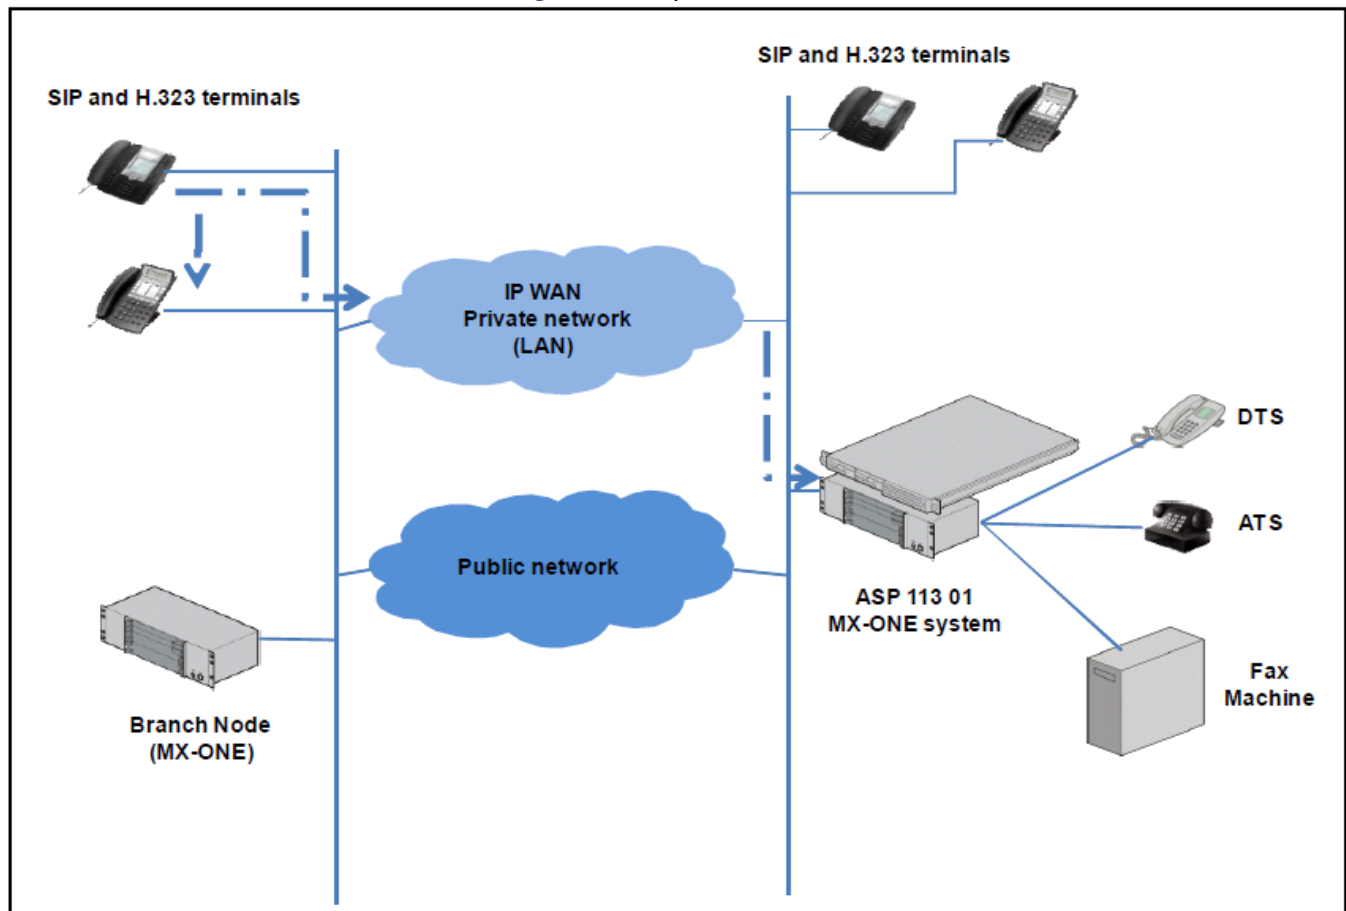 SIP and H.323 terminals
SIP and H.323 terminals
IP WAN
Private network
(LAN)
DTS
ATS
Public network
ASP 113 01
MX-ONE system
Fax
Machine
Branch Node
(MX-ONE)